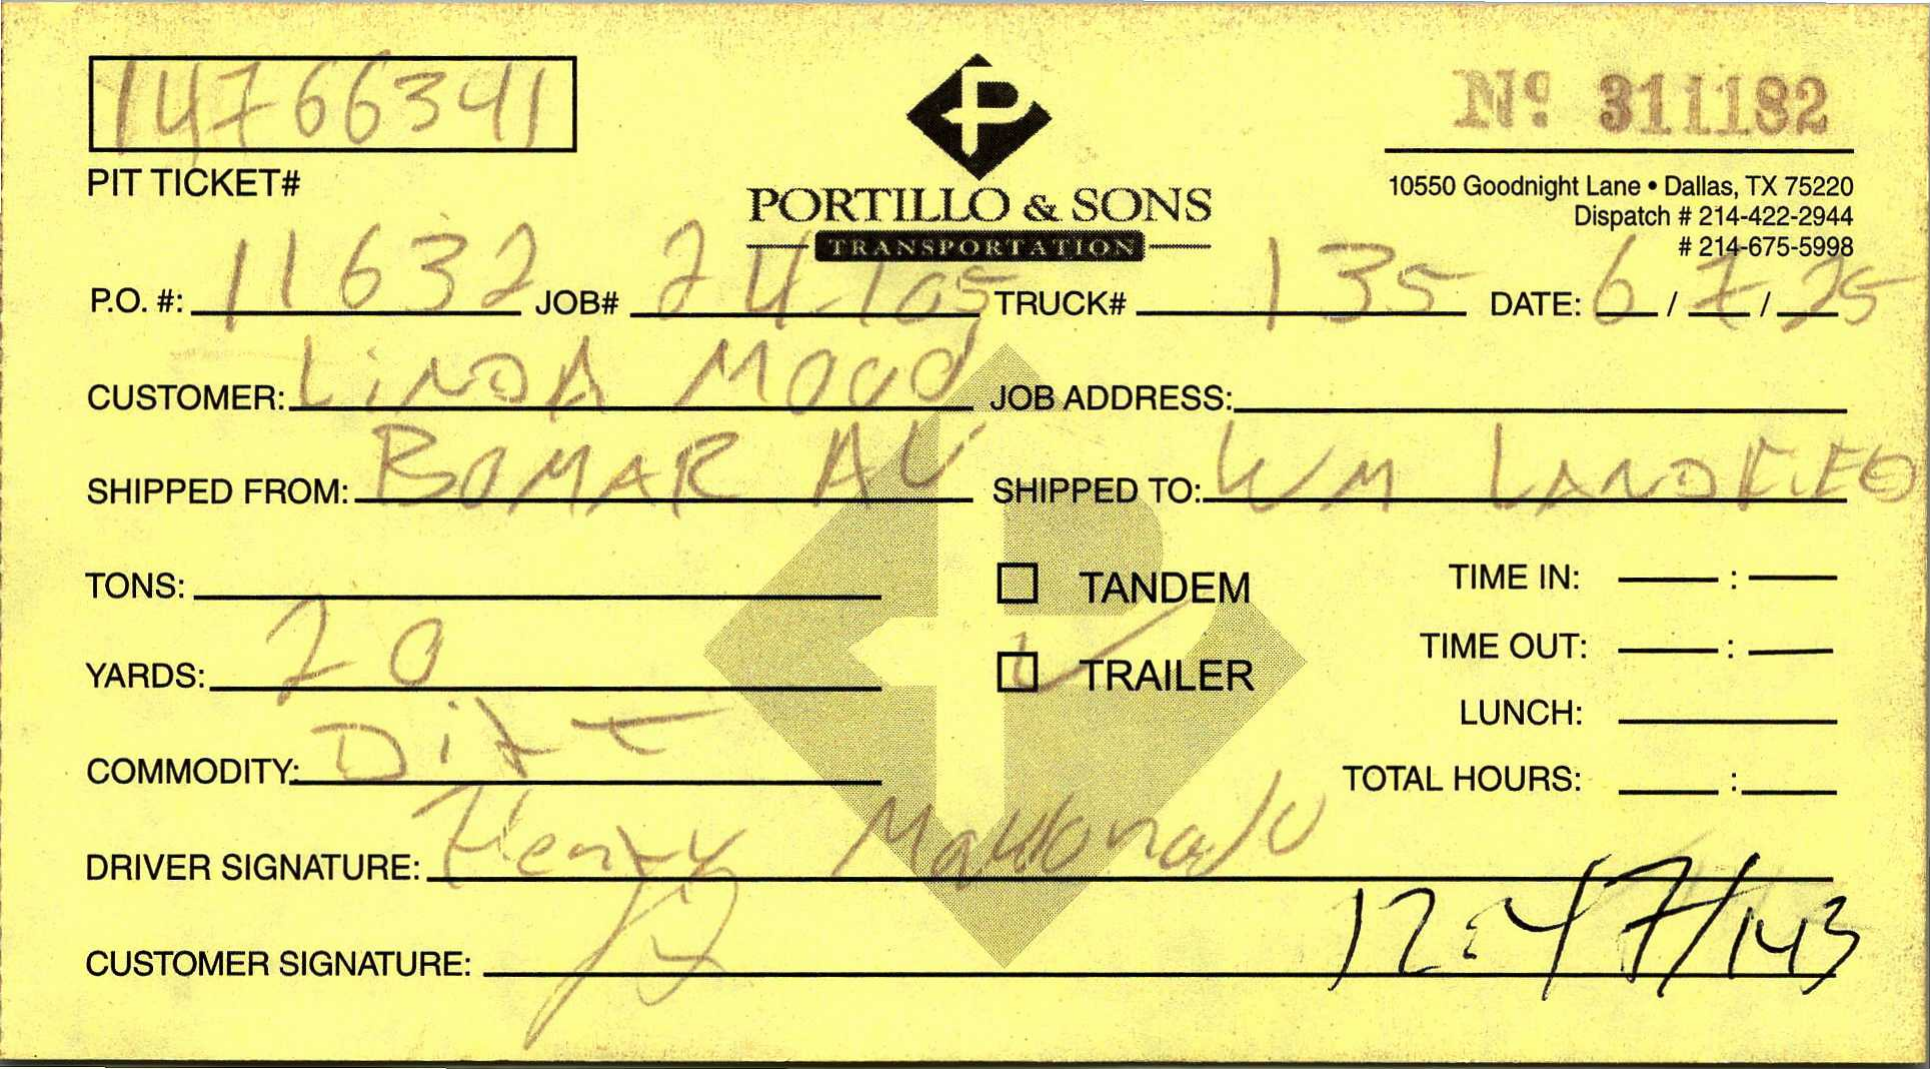 14766341
PIT TICKET#
P
PORTILLO & SONS
TRANSPORTATION
Nº 311182
10550 Goodnight Lane • Dallas, TX 75220
Dispatch # 214-422-2944
# 214-675-5998
P.O. #: 11632 JOB# 24-105 TRUCK# 135 DATE: 6 / 7 / 25
CUSTOMER: LiNDA MOOD JOB ADDRESS:
SHIPPED FROM: BOMAR AV SHIPPED TO: WM LANDFIED
TONS: TANDEM TIME IN: :
YARDS: 20 TRAILER TIME OUT: :
LUNCH:
COMMODITY: Dirt TOTAL HOURS: :
DRIVER SIGNATURE: Henry Maldonado
CUSTOMER SIGNATURE: 12:47/143